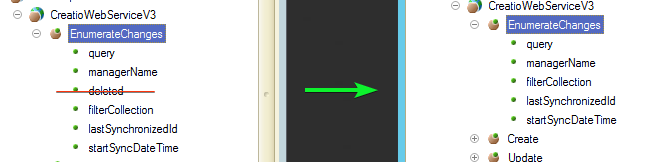 CreatioWebServiceV3
EnumerateChanges
query
managerName
deleted
filterCollection
lastSynchronizedId
startSyncDateTime
CreatioWebServiceV3
EnumerateChanges
query
managerName
filterCollection
lastSynchronizedId
startSyncDateTime
Create
Update